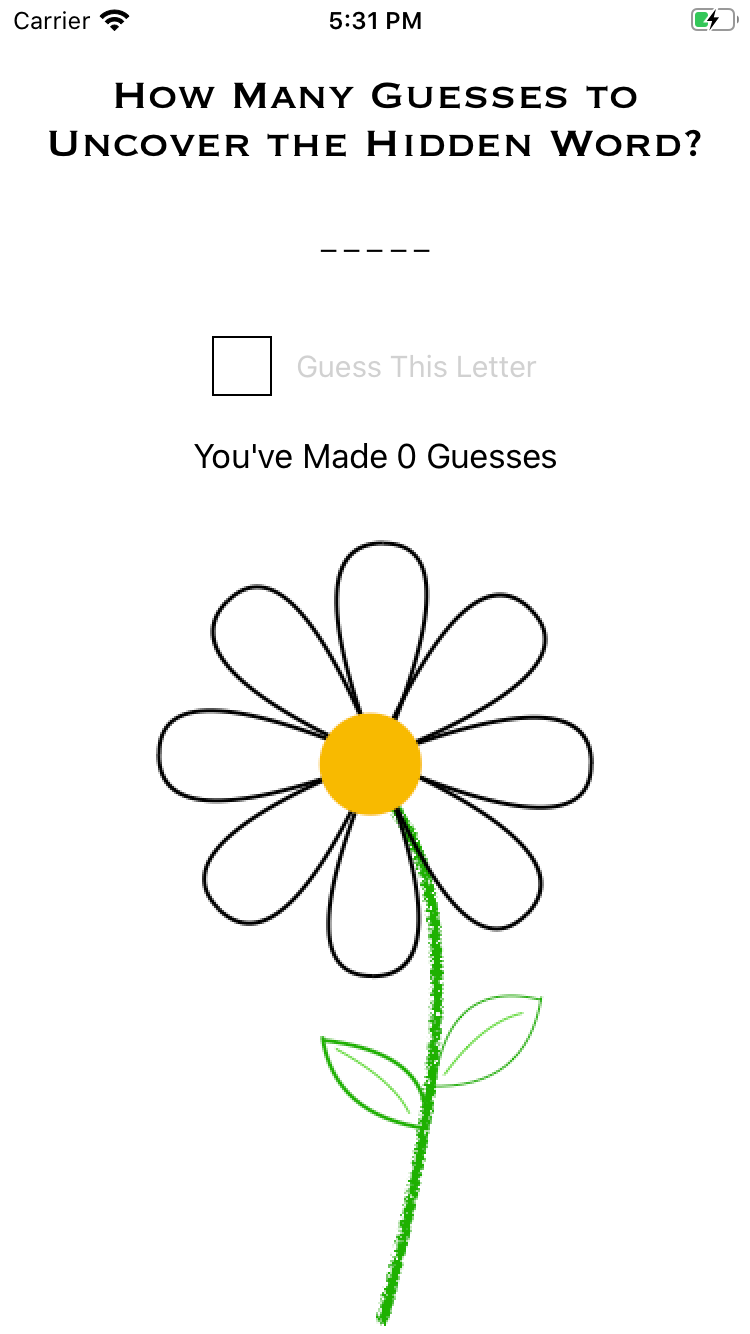 Carrier 5:31 PM
How Many Guesses to
Uncover the Hidden Word?
_ _ _ _ _
Guess This Letter
You've Made 0 Guesses